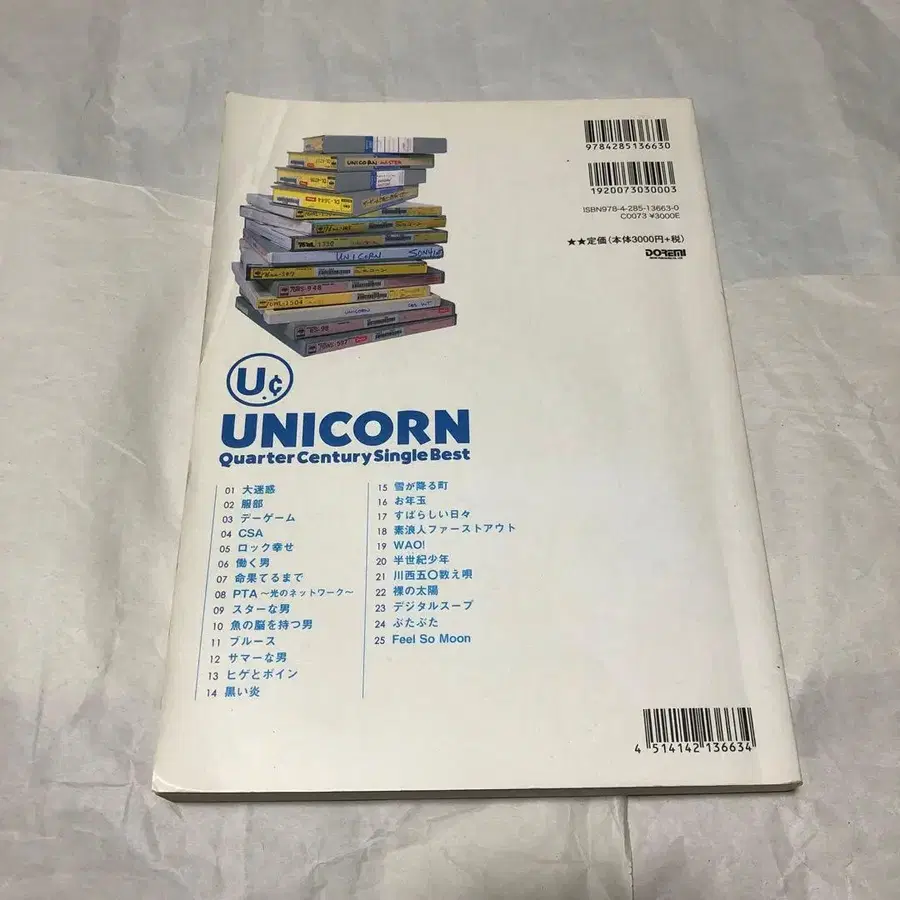 9784285136630
1920073030003
ISBN978-4-285-13663-0
C0073 ¥3000E
★★定価(本体3000円+税)
DOREMI
UNICORN MASTER
UNICORN
UNICORN
U.¢
UNICORN
Quarter Century Single Best
01 大迷惑
02 服部
03 デーゲーム
04 CSA
05 ロック幸せ
06 働く男
07 命果てるまで
08 PTA ～光のネットワーク～
09 スターな男
10 魚の脳を持つ男
11 ブルース
12 サマーな男
13 ヒゲとボイン
14 黒い炎
15 雪が降る町
16 お年玉
17 すばらしい日々
18 素浪人ファーストアウト
19 WAO!
20 半世紀少年
21 川西五〇数え唄
22 裸の太陽
23 デジタルスープ
24 ぶたぶた
25 Feel So Moon
4 514142 136634